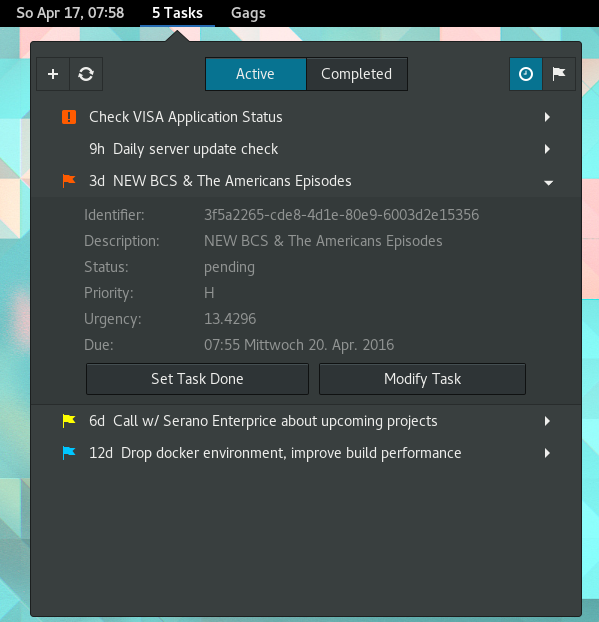 So Apr 17, 07:58 5 Tasks Gags
Active Completed
Check VISA Application Status
9h Daily server update check
3d NEW BCS & The Americans Episodes
Identifier: 3f5a2265-cde8-4d1e-80e9-6003d2e15356
Description: NEW BCS & The Americans Episodes
Status: pending
Priority: H
Urgency: 13.4296
Due: 07:55 Mittwoch 20. Apr. 2016
Set Task Done Modify Task
6d Call w/ Serano Enterprice about upcoming projects
12d Drop docker environment, improve build performance